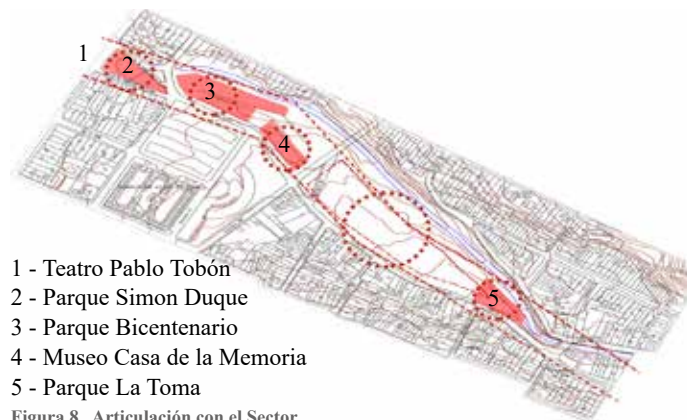 1
2
3
4
5
1 - Teatro Pablo Tobón
2 - Parque Simon Duque
3 - Parque Bicentenario
4 - Museo Casa de la Memoria
5 - Parque La Toma
Figura 8. Articulación con el Sector